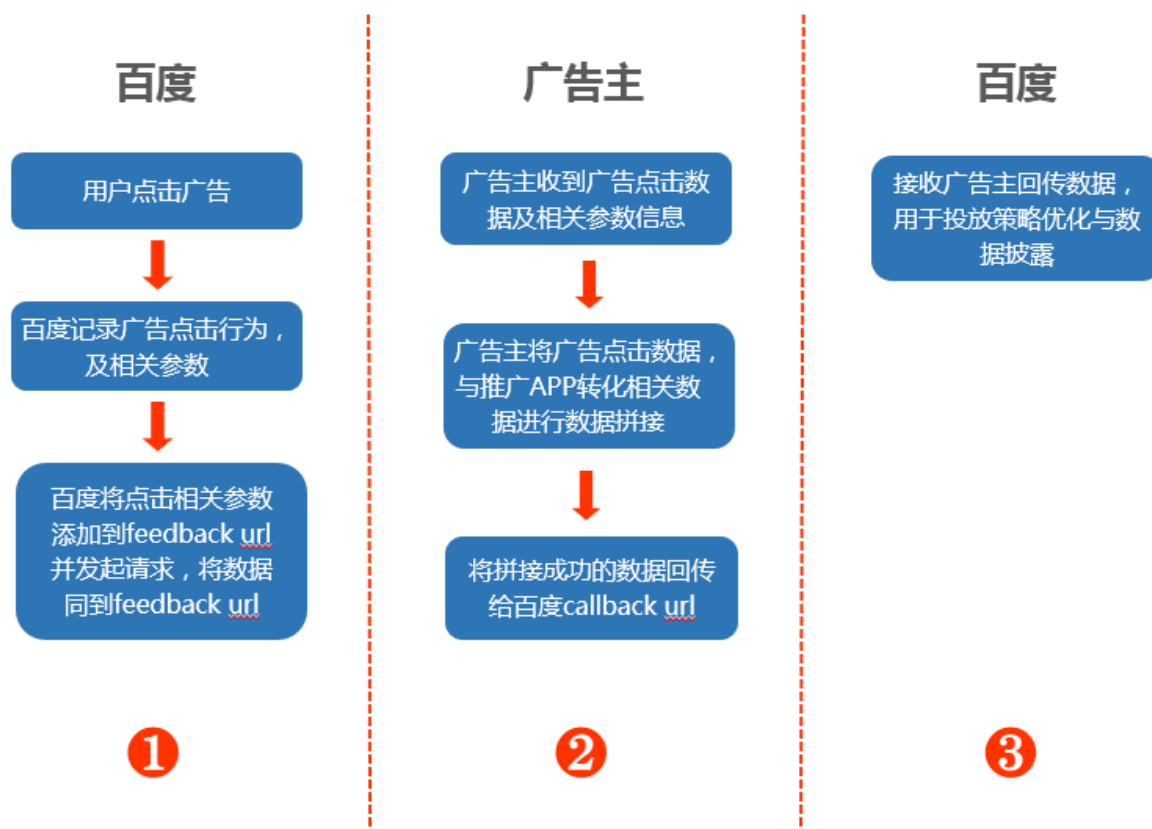 百度
用户点击广告
百度记录广告点击行为，
及相关参数
百度将点击相关参数
添加到feedback url
并发起请求，将数据
同到feedback url
1
广告主
广告主收到广告点击数
据及相关参数信息
广告主将广告点击数据，
与推广APP转化相关数
据进行数据拼接
将拼接成功的数据回传
给百度callback url
2
百度
接收广告主回传数据，
用于投放策略优化与数
据披露
3